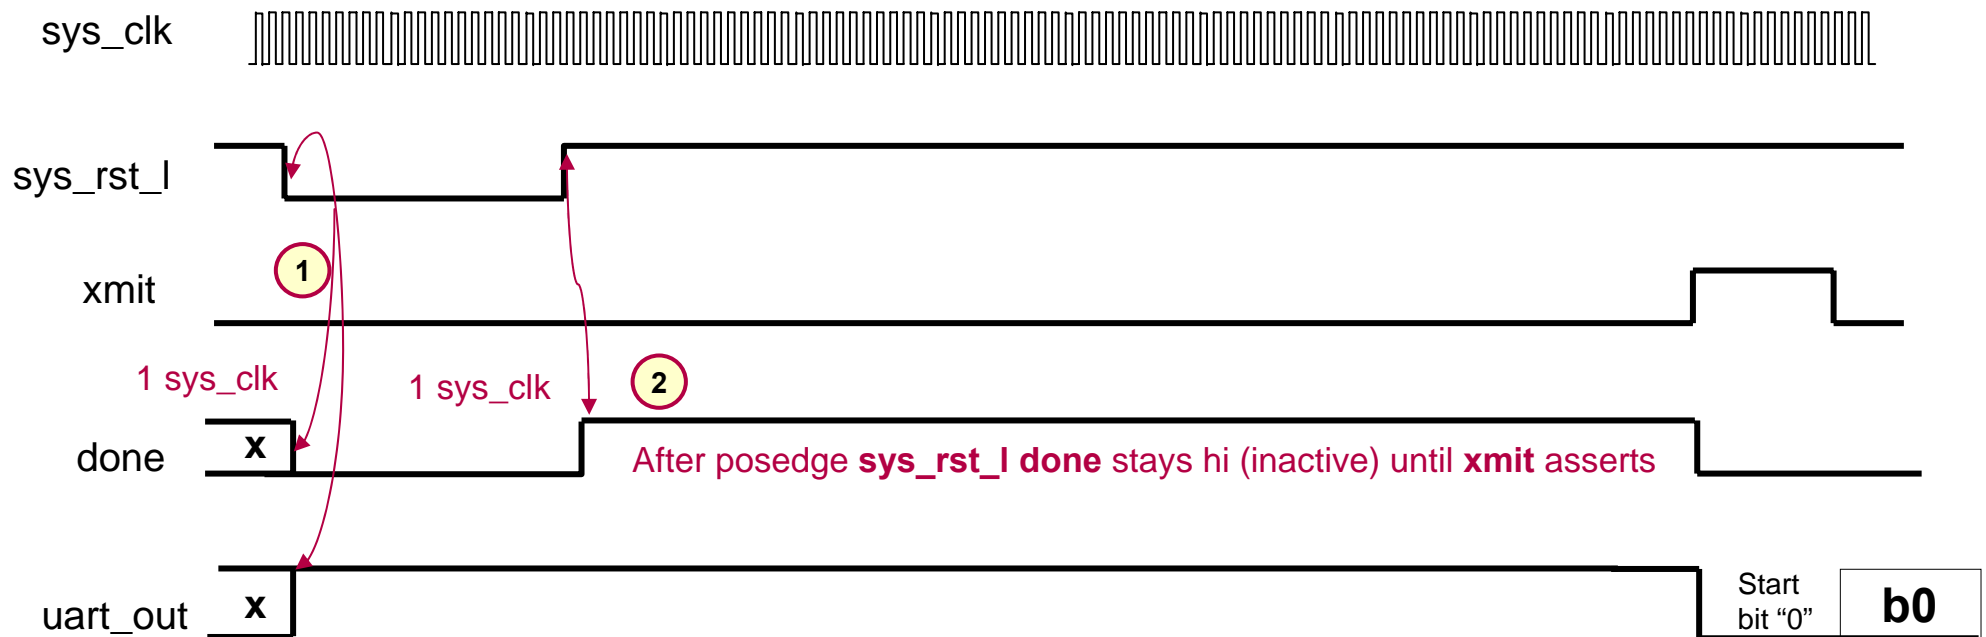 sys_clk
sys_rst_l
1
xmit
1 sys_clk
1 sys_clk
2
done
x
After posedge sys_rst_l done stays hi (inactive) until xmit asserts
uart_out
x
Start
bit “0”
b0